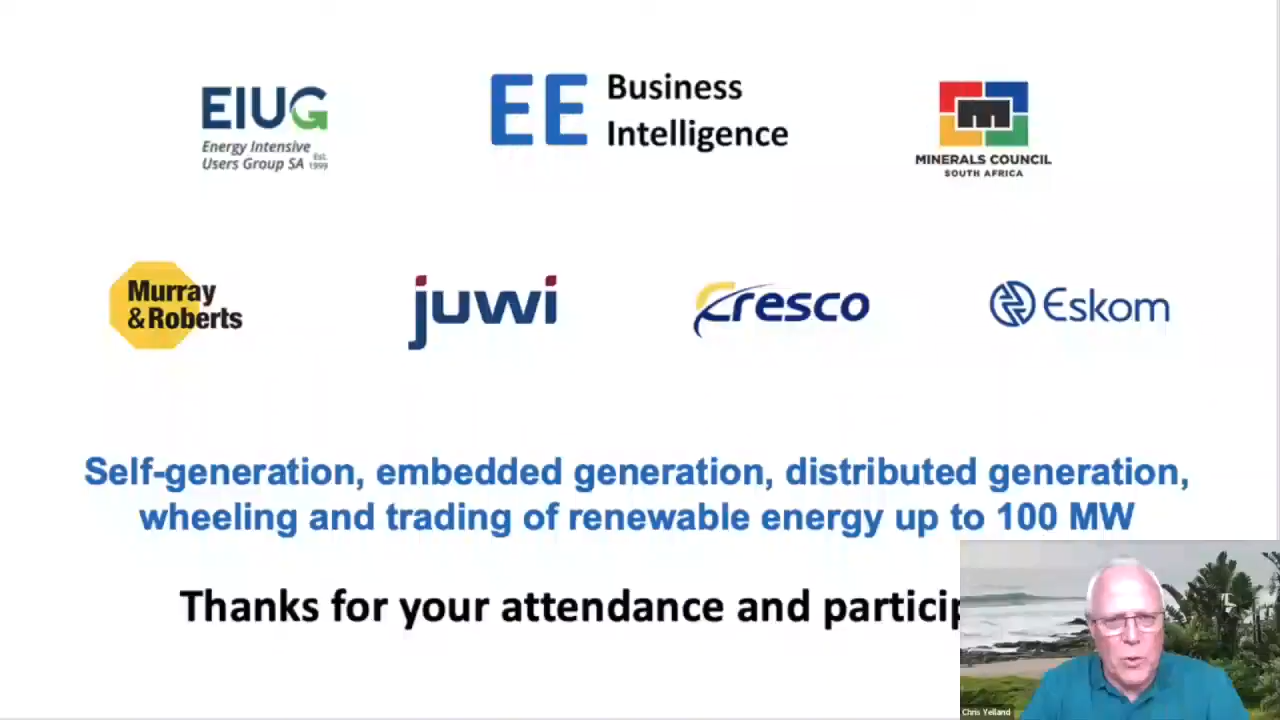 EIUG
Energy Intensive
Users Group SA Est. 1999
EE Business
Intelligence
MINERALS COUNCIL
SOUTH AFRICA
Murray
&Roberts
juwi
Cresco
Eskom
Self-generation, embedded generation, distributed generation,
wheeling and trading of renewable energy up to 100 MW
Thanks for your attendance and particip
Chris Yelland